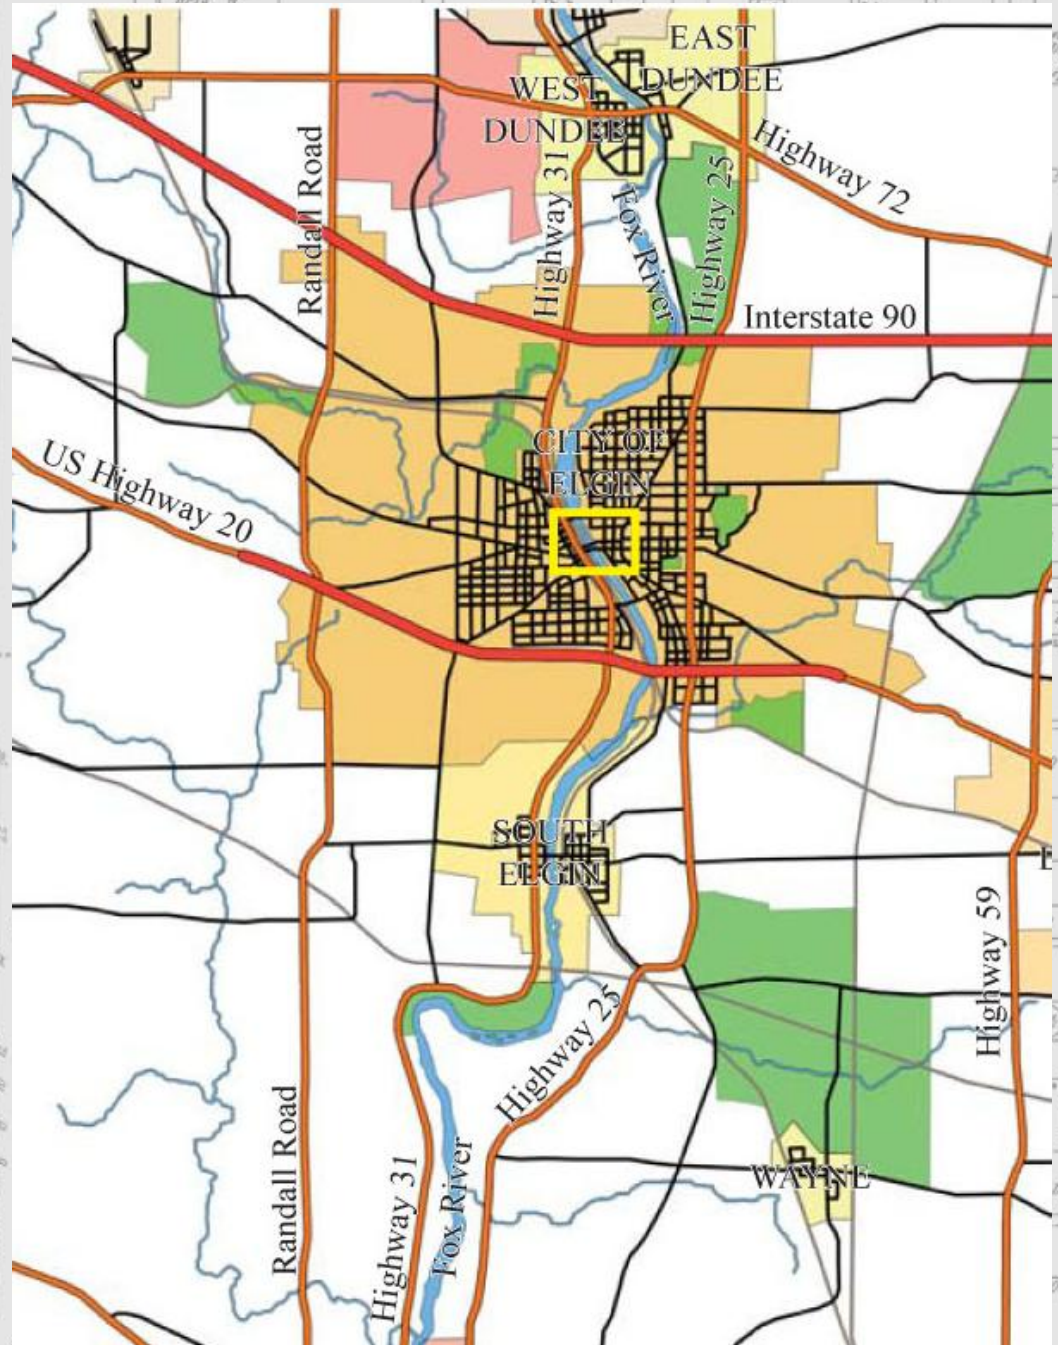 EAST
DUNDEE
WEST
DUNDEE
Highway 72
Randall Road
Highway 31
Fox River
Highway 25
Interstate 90
CITY OF
ELGIN
US Highway 20
SOUTH
ELGIN
Highway 59
Highway 25
WAYNE
Randall Road
Highway 31
Fox River